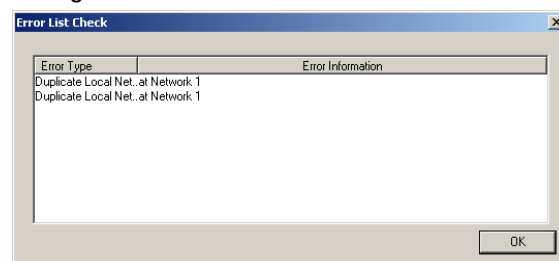 Error List Check
Error Type Error Information
Duplicate Local Net.. at Network 1
Duplicate Local Net.. at Network 1
OK